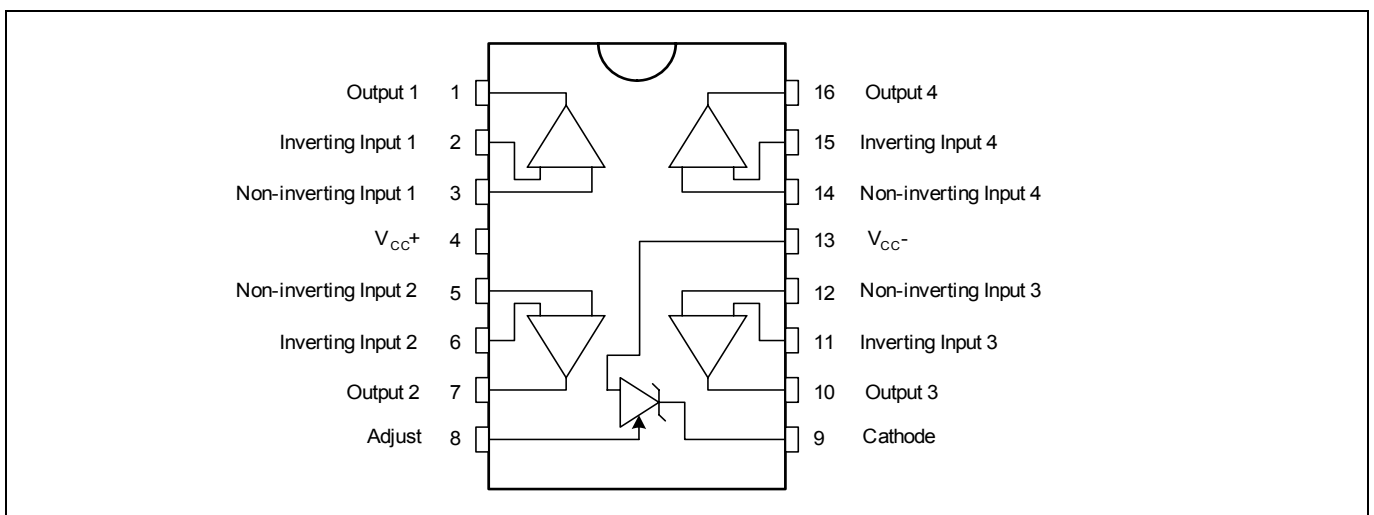 Output 1 1
Inverting Input 1 2
Non-inverting Input 1 3
VCC+ 4
Non-inverting Input 2 5
Inverting Input 2 6
Output 2 7
Adjust 8
16 Output 4
15 Inverting Input 4
14 Non-inverting Input 4
13 VCC-
12 Non-inverting Input 3
11 Inverting Input 3
10 Output 3
9 Cathode